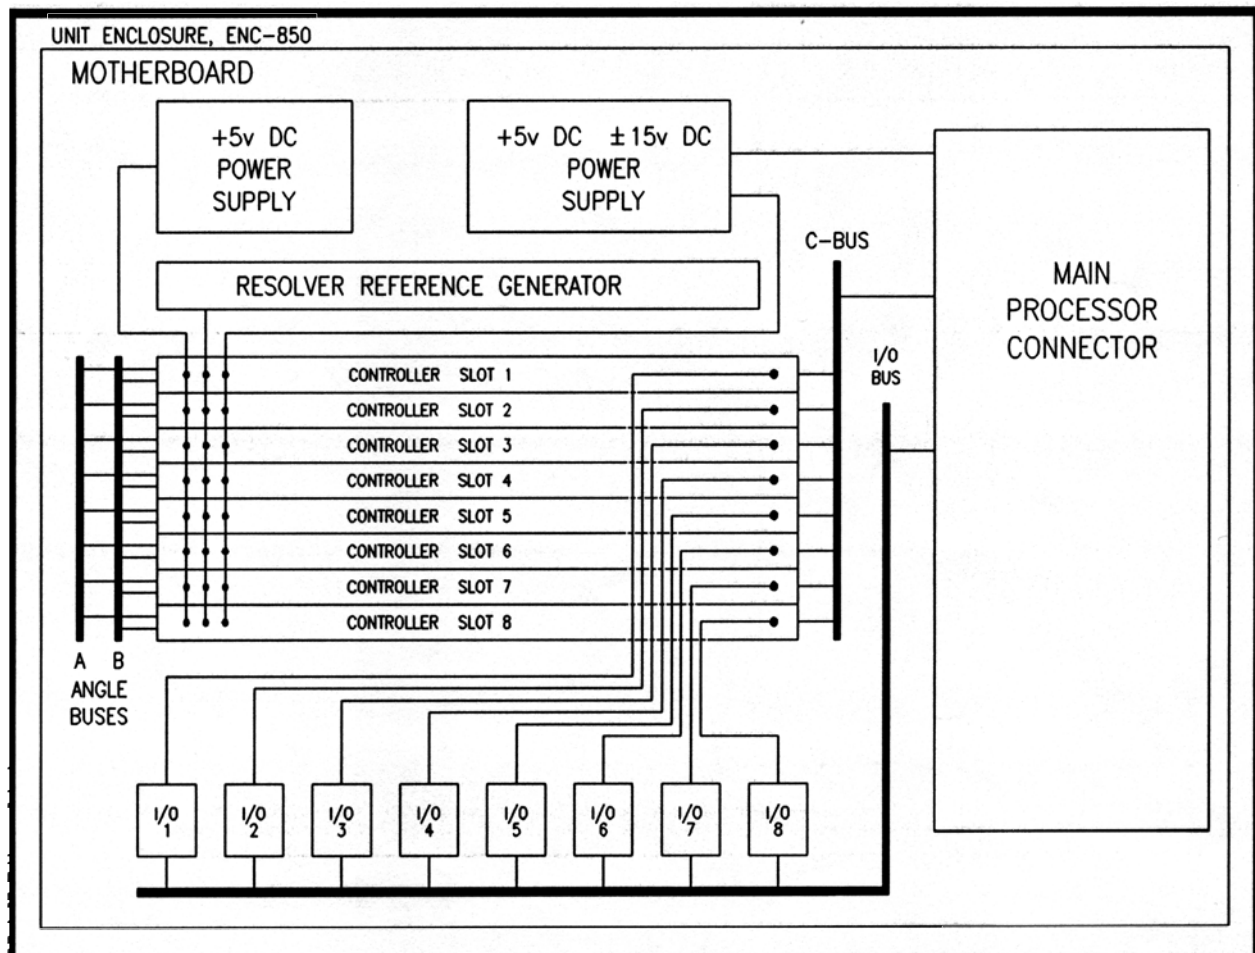 UNIT ENCLOSURE, ENC-850
MOTHERBOARD
+5v DC
POWER
SUPPLY
+5v DC ±15v DC
POWER
SUPPLY
C-BUS
RESOLVER REFERENCE GENERATOR
MAIN
PROCESSOR
CONNECTOR
I/O
BUS
CONTROLLER SLOT 1
CONTROLLER SLOT 2
CONTROLLER SLOT 3
CONTROLLER SLOT 4
CONTROLLER SLOT 5
CONTROLLER SLOT 6
CONTROLLER SLOT 7
CONTROLLER SLOT 8
A B
ANGLE
BUSES
I/O
1
I/O
2
I/O
3
I/O
4
I/O
5
I/O
6
I/O
7
I/O
8